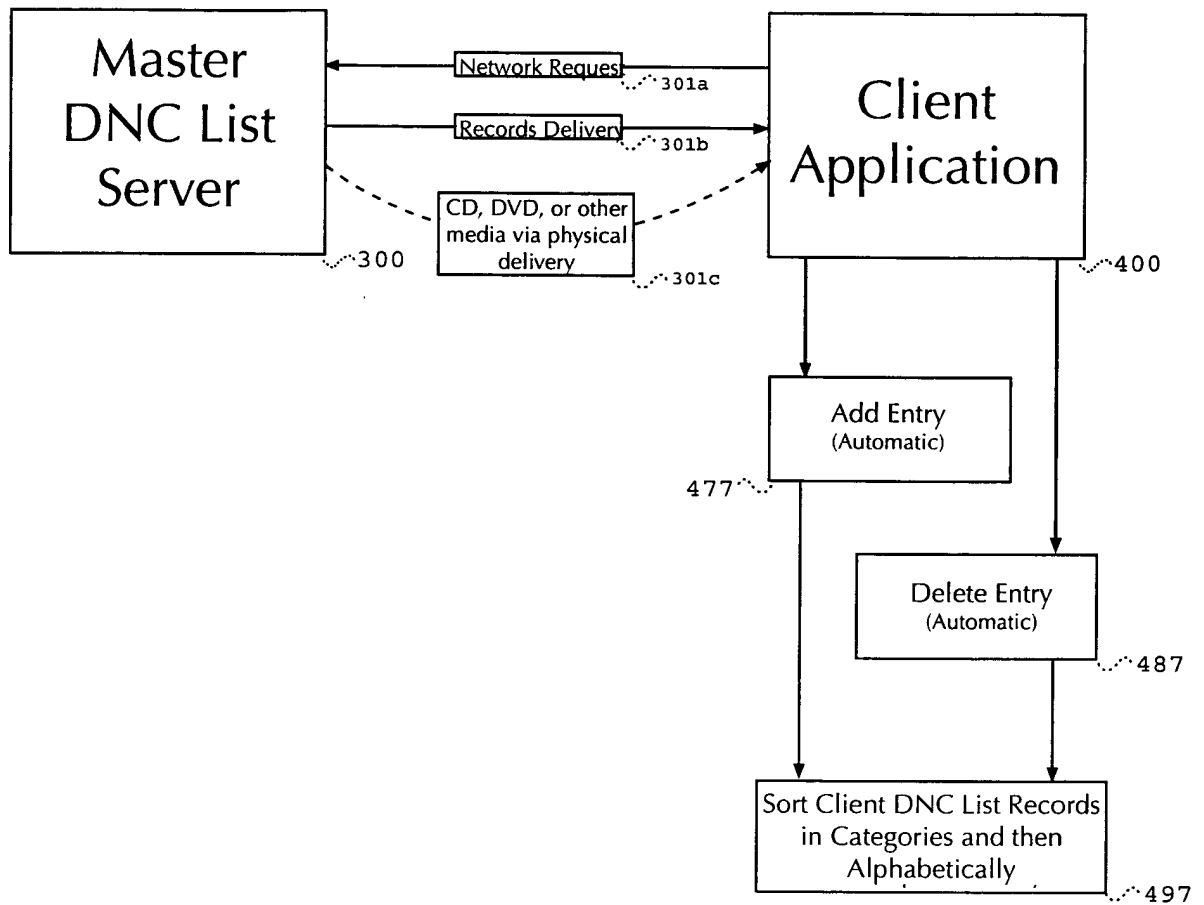 Master
DNC List
Server
300
Network Request
301a
Records Delivery
301b
CD, DVD, or other
media via physical
delivery
301c
Client
Application
400
Add Entry
(Automatic)
477
Delete Entry
(Automatic)
487
Sort Client DNC List Records
in Categories and then
Alphabetically
497